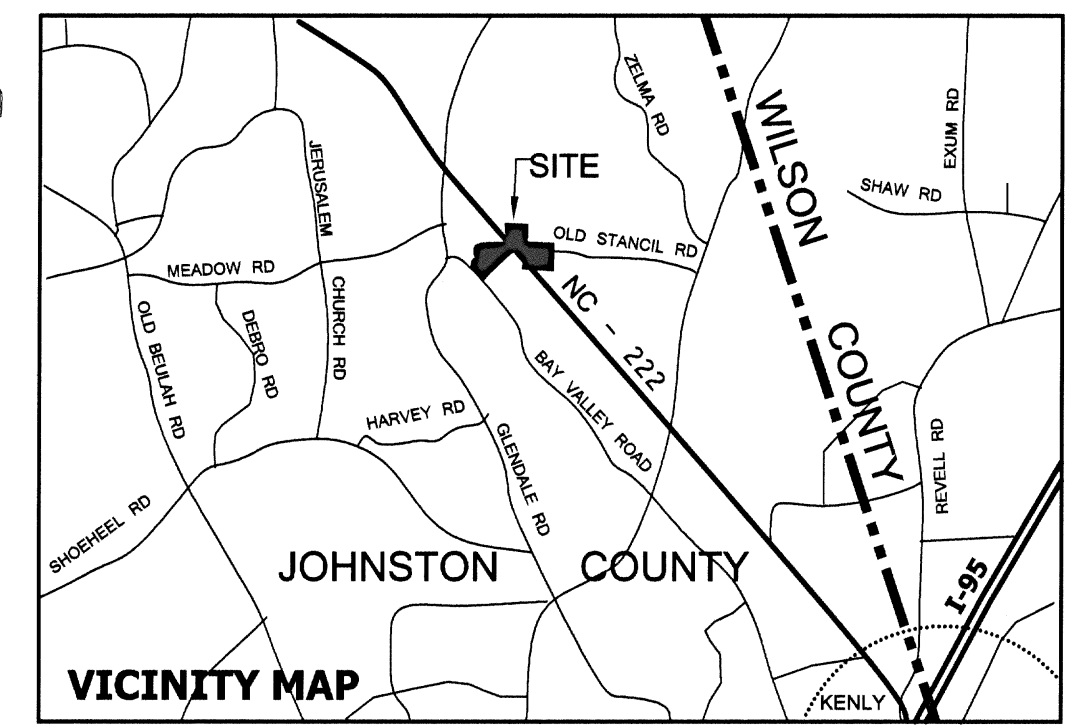 ZELMA RD
WILSON
COUNTY
EXUM RD
SHAW RD
JERUSALEM
CHURCH RD
SITE
OLD STANCIL RD
MEADOW RD
NC - 222
OLD BEULAH RD
DEBRO RD
BAY VALLEY ROAD
HARVEY RD
GLENDALE RD
REVELL RD
SHOEHEEL RD
JOHNSTON COUNTY
I-95
VICINITY MAP
KENLY